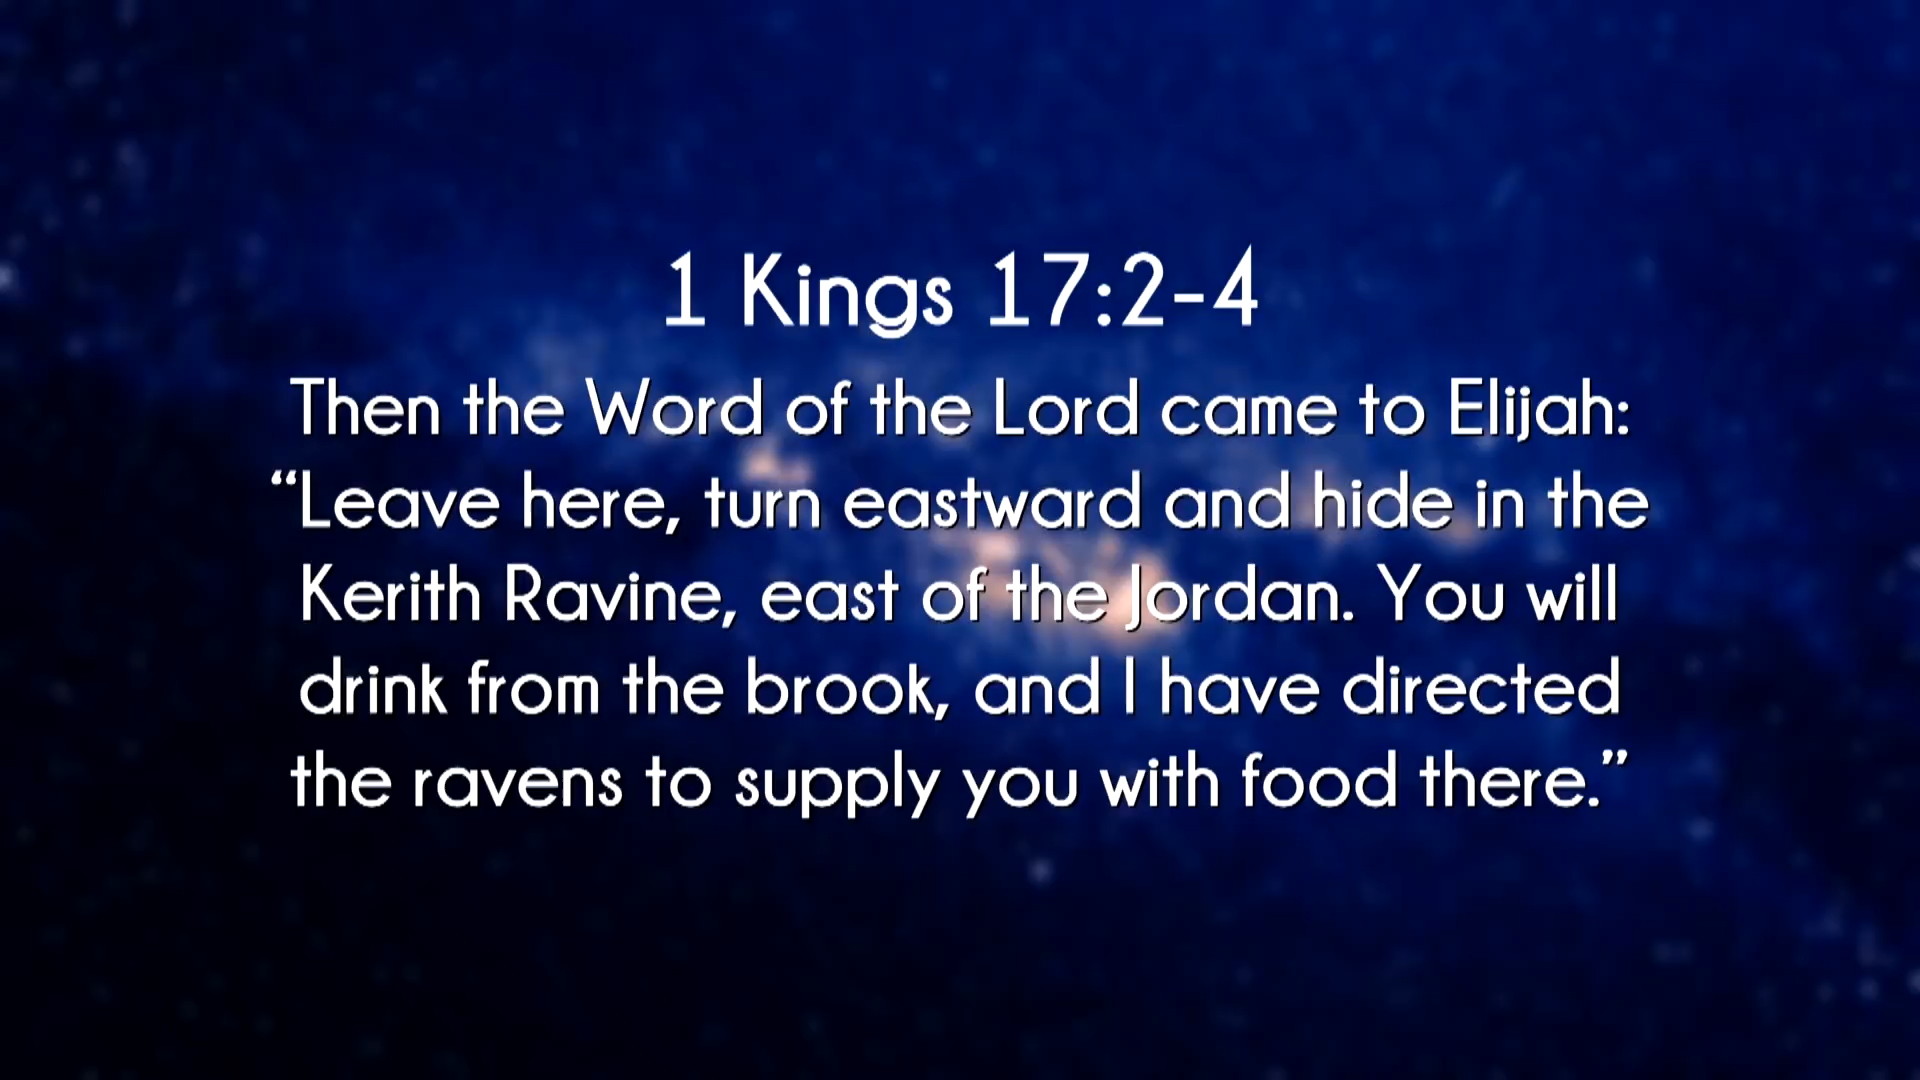 1 Kings 17:2-4
Then the Word of the Lord came to Elijah:
“Leave here, turn eastward and hide in the
Kerith Ravine, east of the Jordan. You will
drink from the brook, and I have directed
the ravens to supply you with food there.”